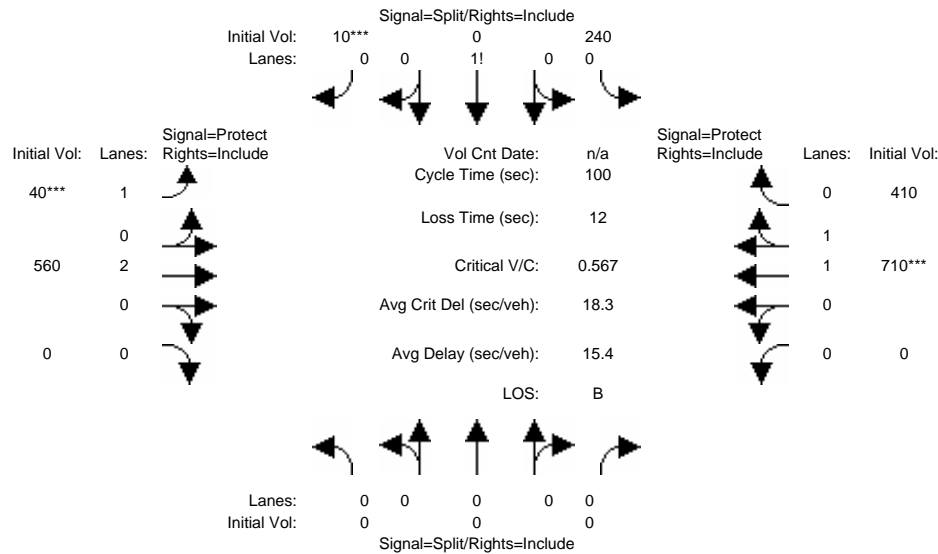 Signal=Split/Rights=Include
Initial Vol: 10*** 0 240
Lanes: 0 0 1! 0 0
Signal=Protect Signal=Protect
Initial Vol: Lanes: Rights=Include Vol Cnt Date: n/a Rights=Include Lanes: Initial Vol:
Cycle Time (sec): 100
40*** 1 0 410
Loss Time (sec): 12
0 1
560 2 Critical V/C: 0.567 1 710***
0 Avg Crit Del (sec/veh): 18.3 0
0 0 Avg Delay (sec/veh): 15.4 0 0
LOS: B
Lanes: 0 0 0 0 0
Initial Vol: 0 0 0
Signal=Split/Rights=Include